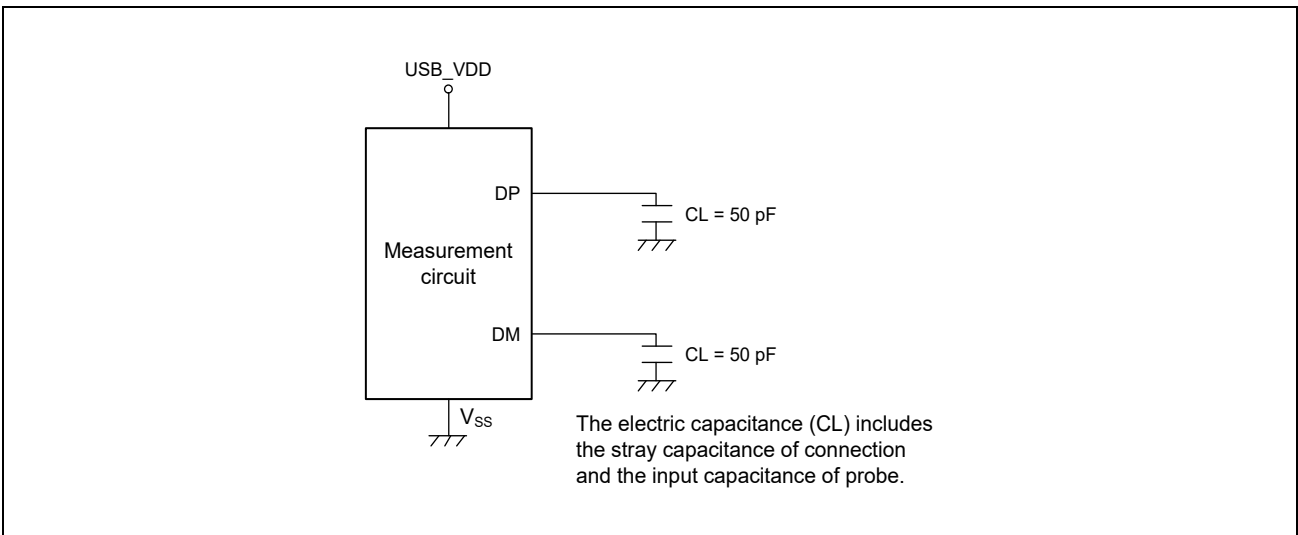 USB_VDD
DP
CL = 50 pF
Measurement
circuit
DM
CL = 50 pF
VSS
The electric capacitance (CL) includes
the stray capacitance of connection
and the input capacitance of probe.